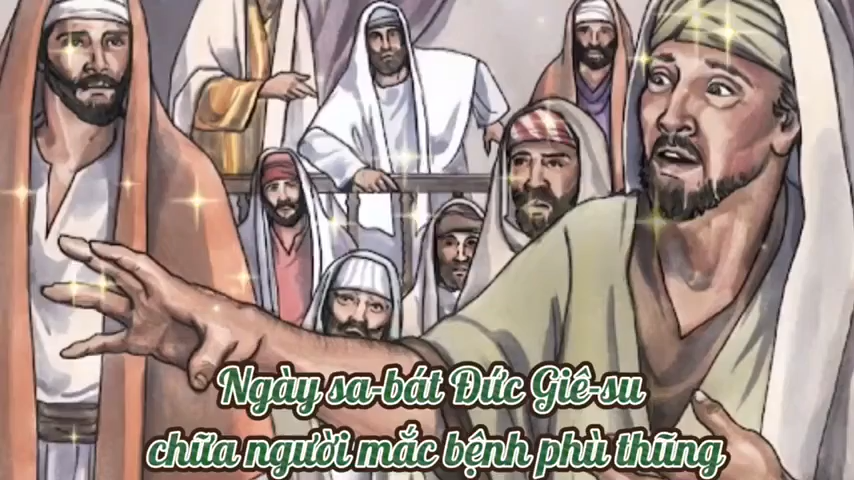 Ngày sa-bát Đức Giê-su
chữa người mắc bệnh phù thũng